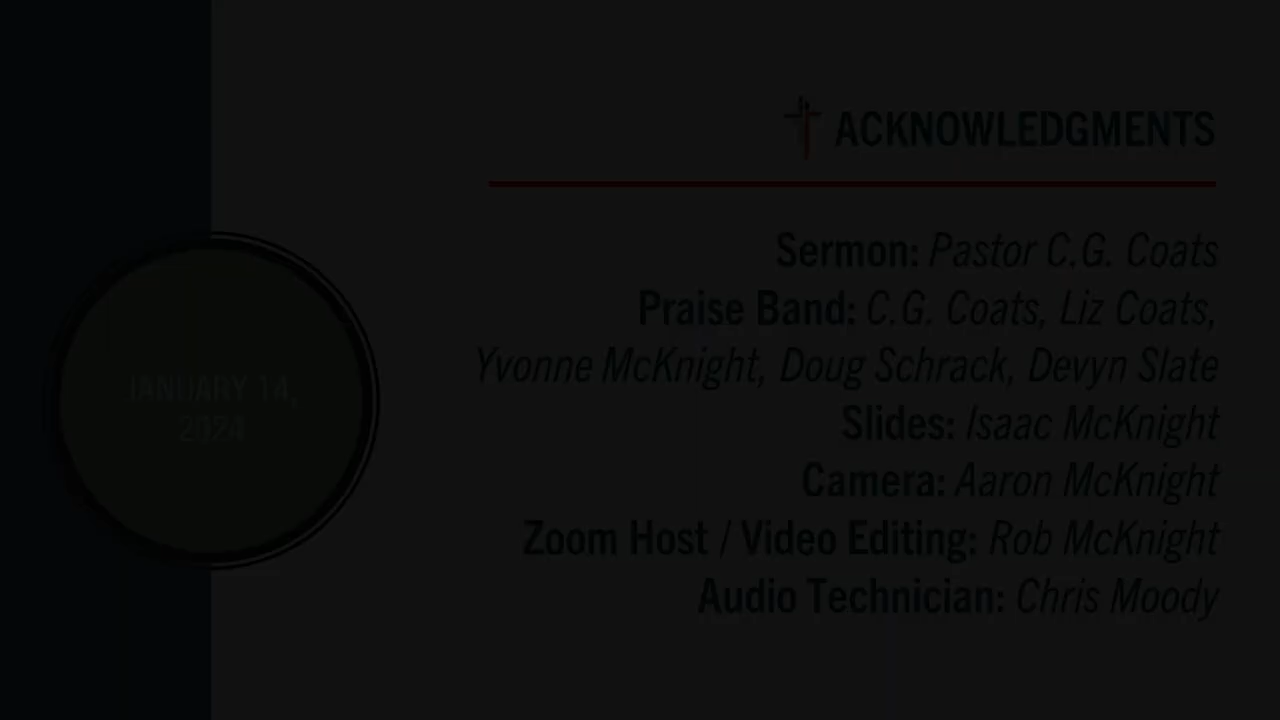 ACKNOWLEDGMENTS
Sermon: Pastor C.G. Coats
Praise Band: C.G. Coats, Liz Coats,
Yvonne McKnight, Doug Schrack, Devyn Slate
Slides: Isaac McKnight
Camera: Aaron McKnight
Zoom Host / Video Editing: Rob McKnight
Audio Technician: Chris Moody
JANUARY 14,
2024